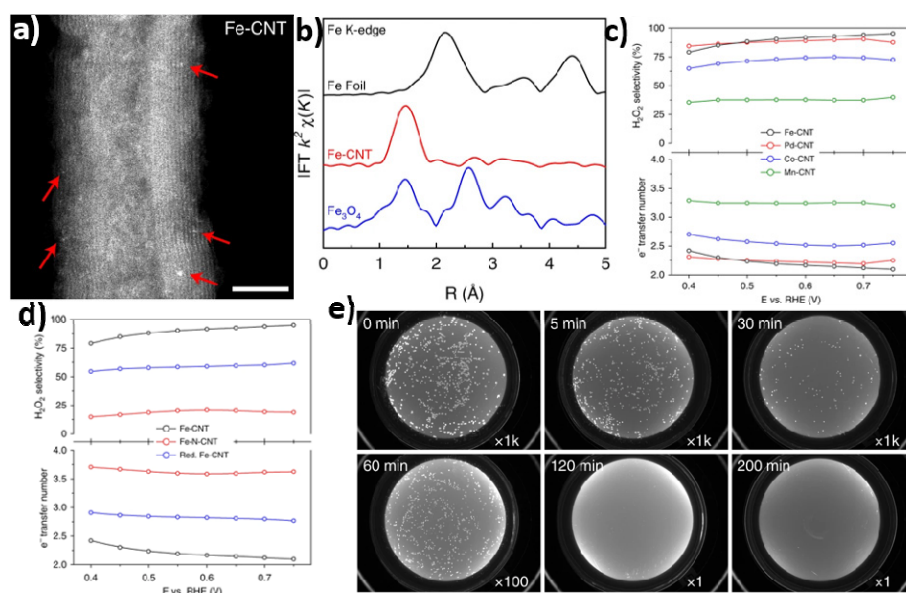 a)
Fe-CNT
b)
Fe K-edge
Fe Foil
Fe-CNT
Fe3O4
|FT k² χ(K)|
0 1 2 3 4 5
R (Å)
c)
H2O2 selectivity (%)
100
75
50
25
0
Fe-CNT
Pd-CNT
Co-CNT
Mn-CNT
e⁻ transfer number
4.0
3.5
3.0
2.5
2.0
0.4 0.5 0.6 0.7
E vs. RHE (V)
d)
H2O2 selectivity (%)
100
75
50
25
0
Fe-CNT
Fe-N-CNT
Red. Fe-CNT
e⁻ transfer number
4.0
3.5
3.0
2.5
2.0
0.4 0.5 0.6 0.7
E vs. RHE (V)
e)
0 min
×1k
5 min
×1k
30 min
×1k
60 min
×100
120 min
×1
200 min
×1